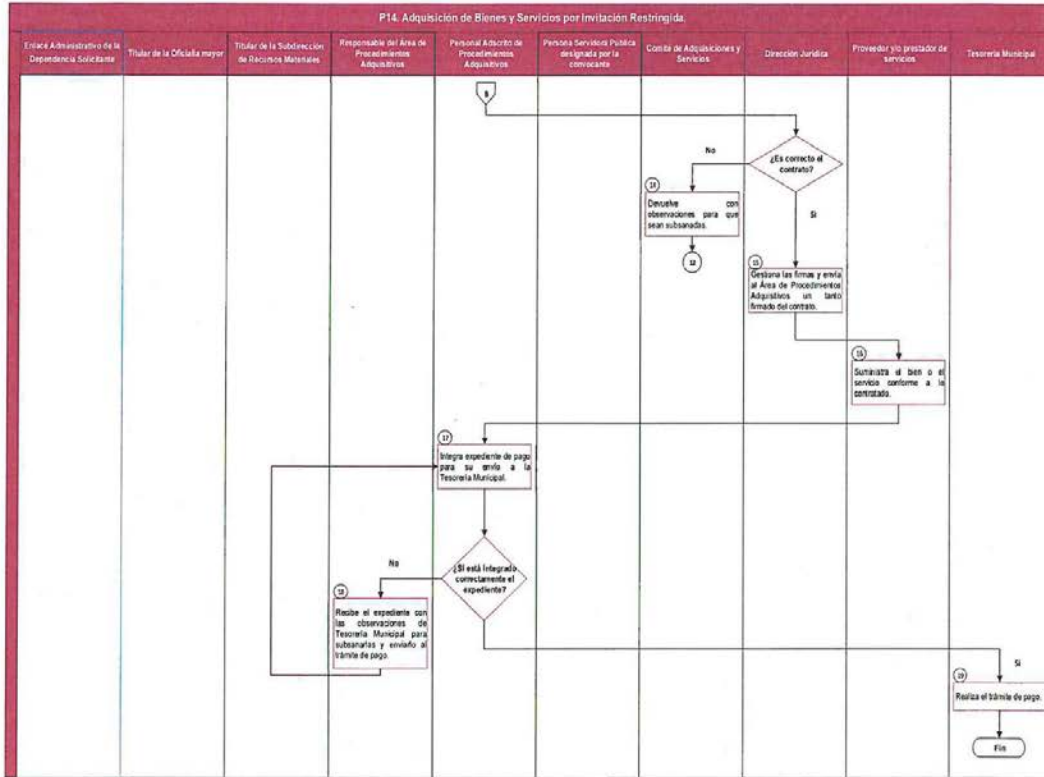 P14. Adquisición de Bienes y Servicios por Invitación Restringida.
Enlace Administrativo de la
Dependencia Solicitante
Titular de la Oficialía mayor
Titular de la Subdirección
de Recursos Materiales
Responsable del Área de
Procedimientos
Adquisitivos
Personal Adscrito de
Procedimientos
Adquisitivos
Persona Servidora Pública
designada por la
convocante
Comité de Adquisiciones y
Servicios
Dirección Jurídica
Proveedor y/o prestador de
servicios
Tesorería Municipal
¿Es correcto el
contrato?
No
14
Devuelve con
observaciones para que
sean subsanadas.
Si
15
Gestiona las firmas y envía
al Área de Procedimientos
Adquisitivos un tanto
firmado del contrato.
16
Suministra el bien o el
servicio conforme a lo
contratado.
17
Integra expediente de pago
para su envío a la
Tesorería Municipal.
¿Si está integrado
correctamente el
expediente?
No
18
Recibe el expediente con
las observaciones de
Tesorería Municipal para
subsanarlas y enviarlo al
trámite de pago.
Si
19
Realiza el trámite de pago.
Fin